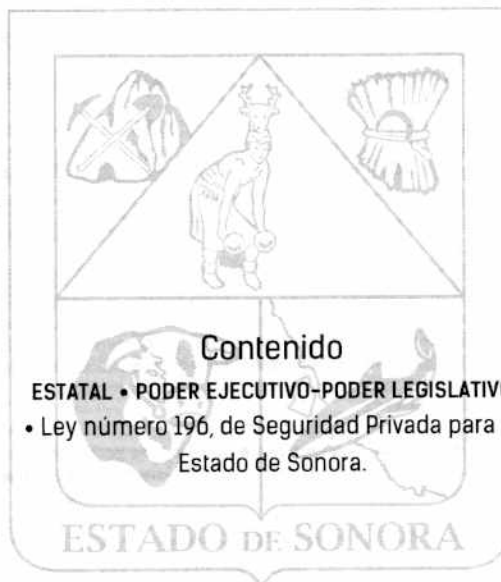 Contenido
ESTATAL • PODER EJECUTIVO-PODER LEGISLATIVO
• Ley número 196, de Seguridad Privada para
Estado de Sonora.
ESTADO DE SONORA